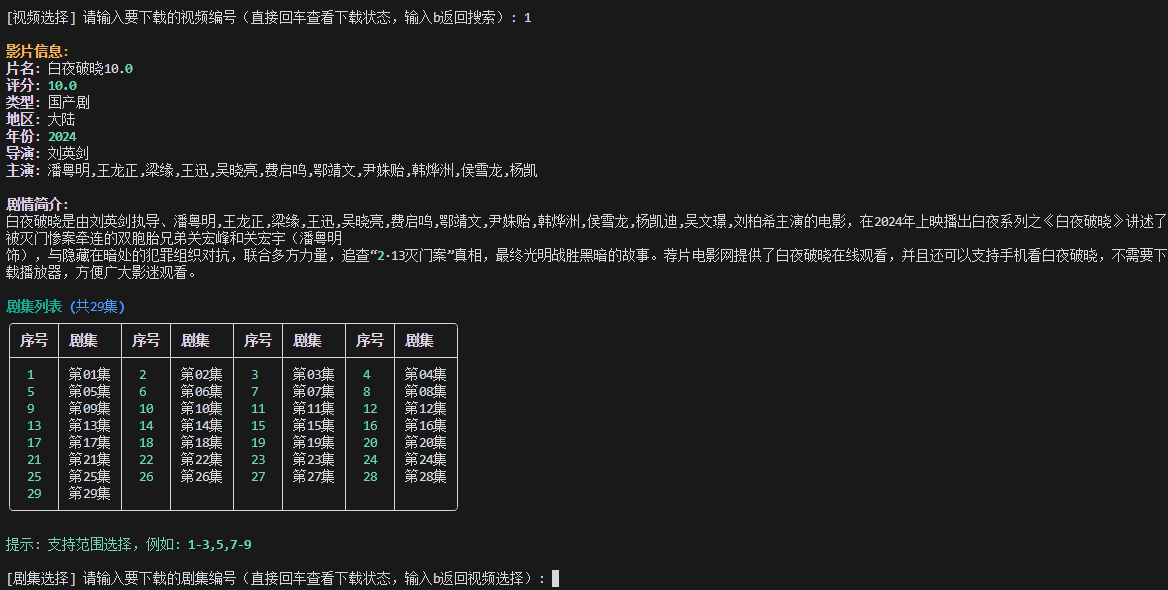 [视频选择] 请输入要下载的视频编号（直接回车查看下载状态，输入b返回搜索）: 1
影片信息:
片名: 白夜破晓10.0
评分: 10.0
类型: 国产剧
地区: 大陆
年份: 2024
导演: 刘英剑
主演: 潘粤明,王龙正,梁缘,王迅,吴晓亮,费启鸣,鄂靖文,尹姝贻,韩烨洲,侯雪龙,杨凯
剧情简介:
白夜破晓是由刘英剑执导、潘粤明,王龙正,梁缘,王迅,吴晓亮,费启鸣,鄂靖文,尹姝贻,韩烨洲,侯雪龙,杨凯迪,吴文璟,刘柏希主演的电影，在2024年上映播出白夜系列之《白夜破晓》讲述了
被灭门惨案牵连的双胞胎兄弟关宏峰和关宏宇（潘粤明
饰），与隐藏在暗处的犯罪组织对抗，联合多方力量，追查“2·13灭门案”真相，最终光明战胜黑暗的故事。荐片电影网提供了白夜破晓在线观看，并且还可以支持手机看白夜破晓，不需要下
载播放器，方便广大影迷观看。
剧集列表 (共29集)
序号 剧集 序号 剧集 序号 剧集 序号 剧集
1 第01集 2 第02集 3 第03集 4 第04集
5 第05集 6 第06集 7 第07集 8 第08集
9 第09集 10 第10集 11 第11集 12 第12集
13 第13集 14 第14集 15 第15集 16 第16集
17 第17集 18 第18集 19 第19集 20 第20集
21 第21集 22 第22集 23 第23集 24 第24集
25 第25集 26 第26集 27 第27集 28 第28集
29 第29集
提示: 支持范围选择，例如: 1-3,5,7-9
[剧集选择] 请输入要下载的剧集编号（直接回车查看下载状态，输入b返回视频选择）: